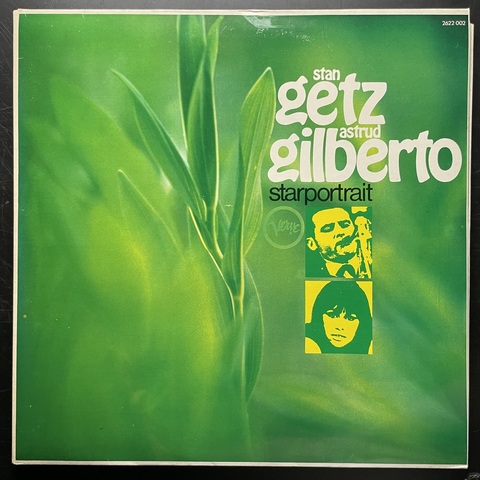 2622 002
stan
getz
astrud
gilberto
starportrait
Verve